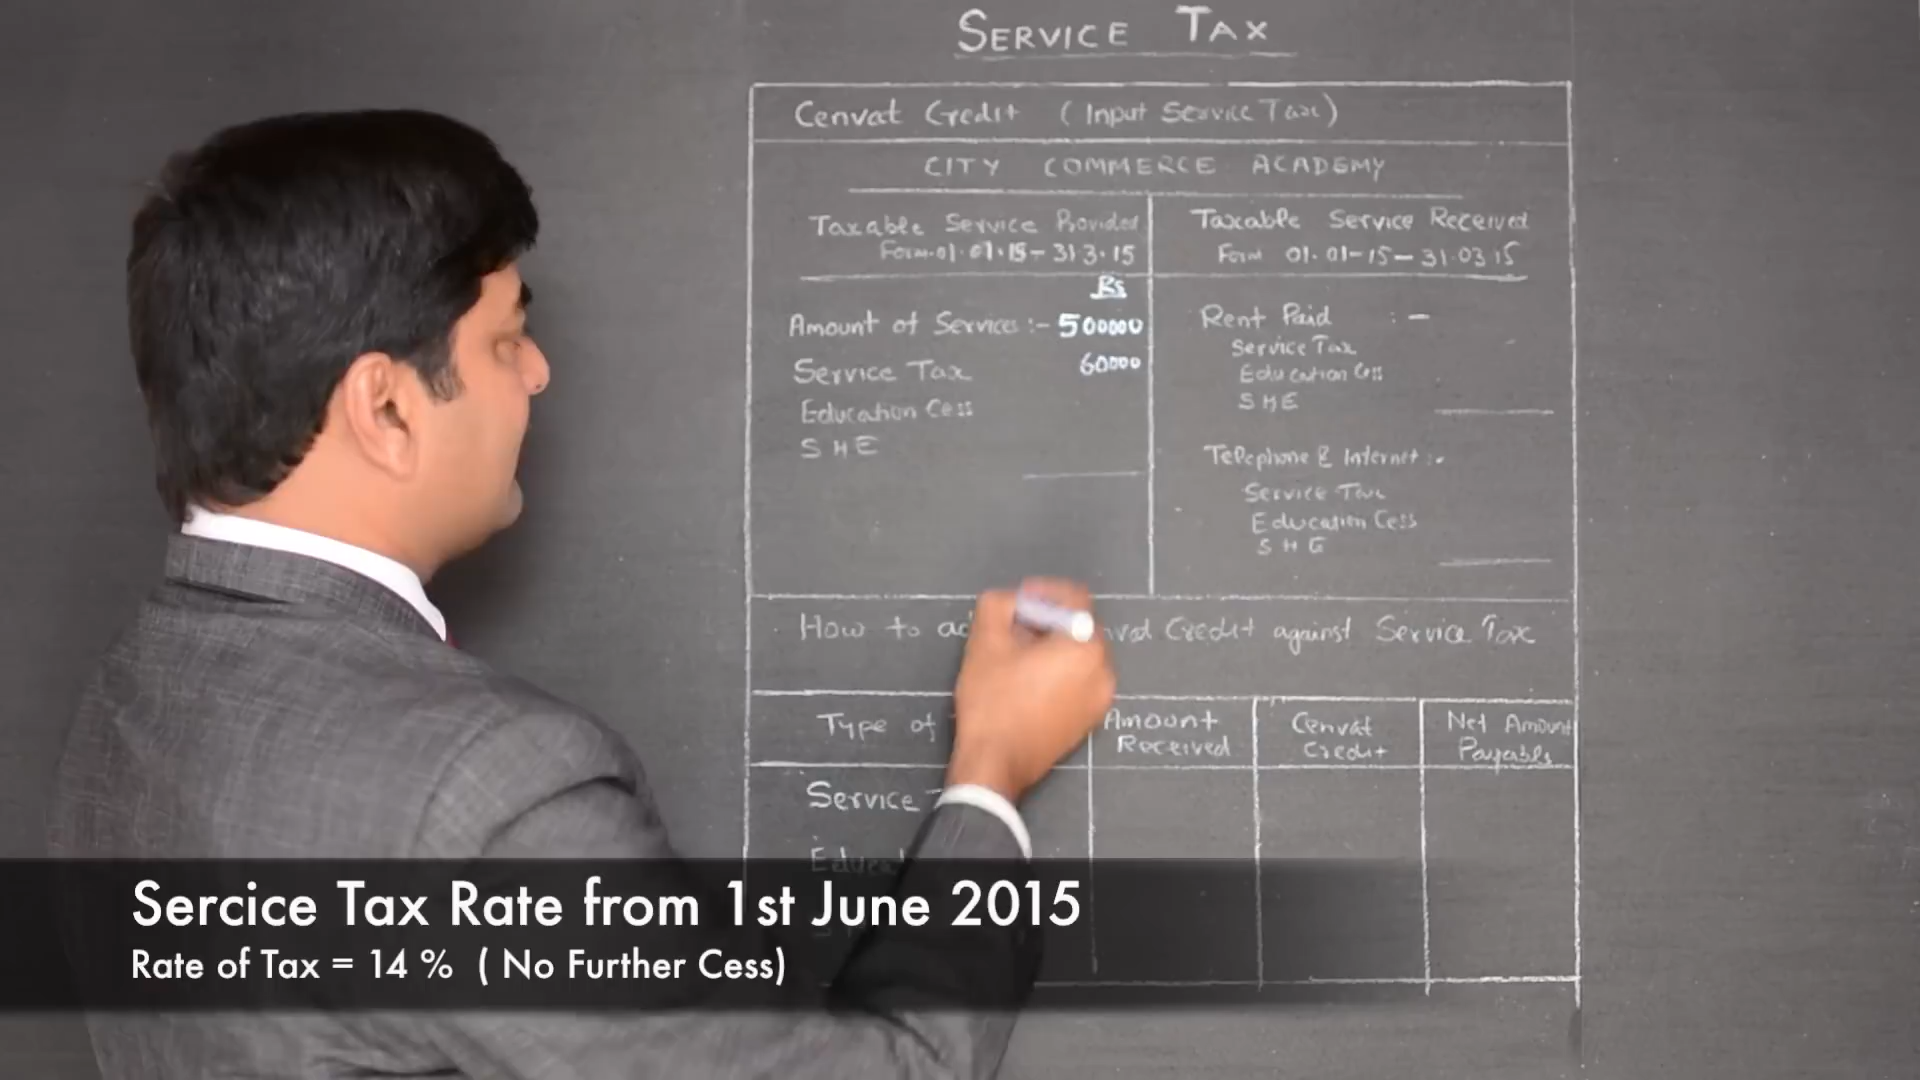 SERVICE TAX
Cenvat Credit ( Input Service Tax )
CITY COMMERCE ACADEMY
Taxable Service Provided
Form.01.01.15 - 31.3.15
Rs
Amount of Services :- 500000
Service Tax 60000
Education Cess
S H E
Taxable Service Received
Form 01.01-15 - 31.03 15
Rent Paid : -
Service Tax
Education Cess
S H E
Telephone & Internet :-
Service Tax
Education Cess
S H E
How to Credit against Service Tax
Type of
Amount
Received
Cenvat
Credit
Net Amount
Payable
Service
Sercice Tax Rate from 1st June 2015
Rate of Tax = 14 % ( No Further Cess)